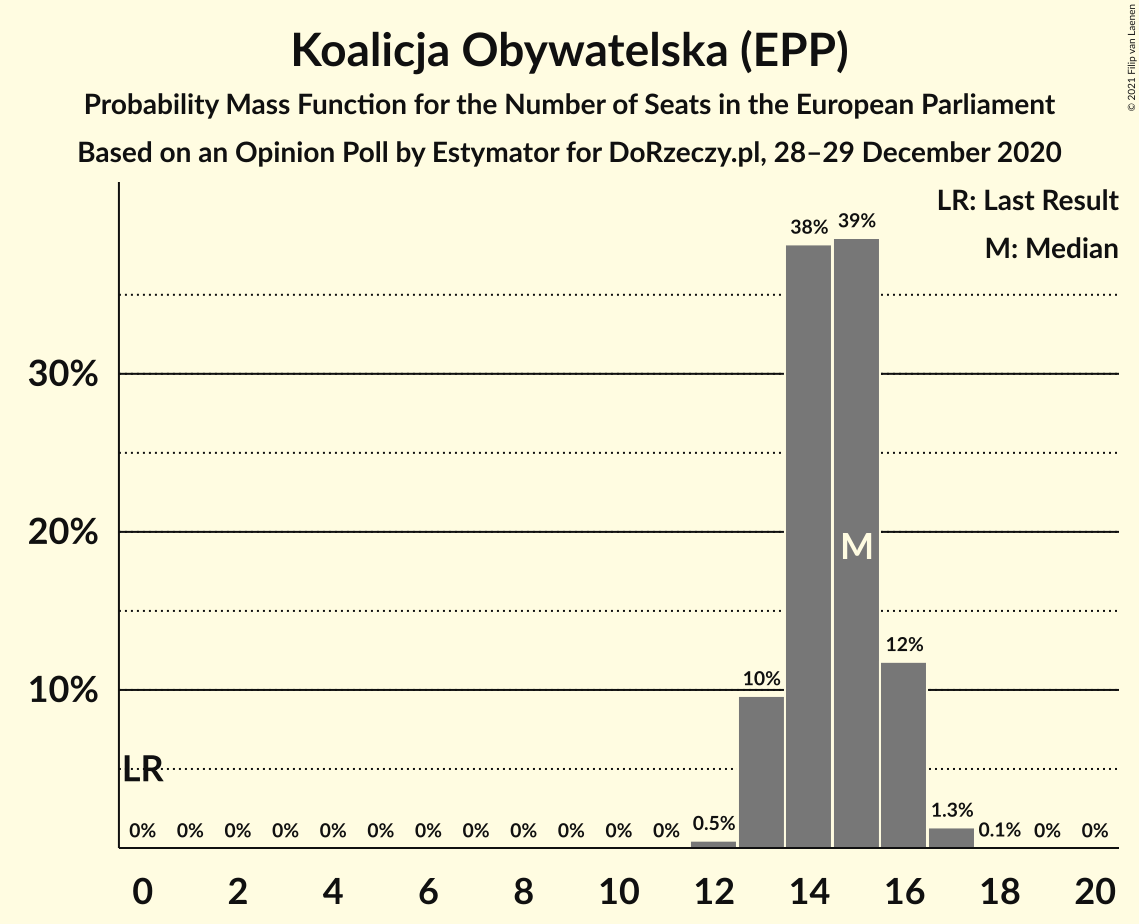 Koalicja Obywatelska (EPP)
Probability Mass Function for the Number of Seats in the European Parliament
Based on an Opinion Poll by Estymator for DoRzeczy.pl, 28–29 December 2020
© 2021 Filip van Laenen
LR: Last Result
M: Median
38% 39%
30%
20%
M
12%
10%
10%
LR
0% 0% 0% 0% 0% 0% 0% 0% 0% 0% 0% 0% 0.5% 1.3% 0.1% 0% 0%
0 2 4 6 8 10 12 14 16 18 20